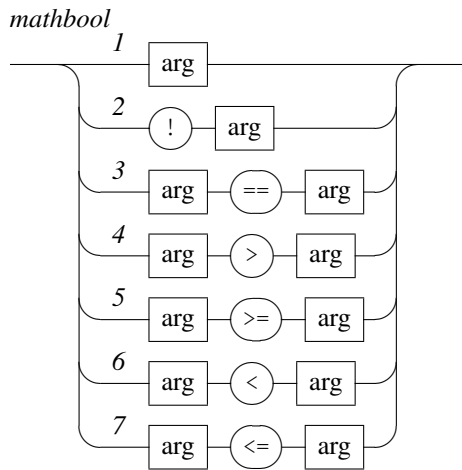 mathbool
1 arg
2 ! arg
3 arg == arg
4 arg > arg
5 arg >= arg
6 arg < arg
7 arg <= arg